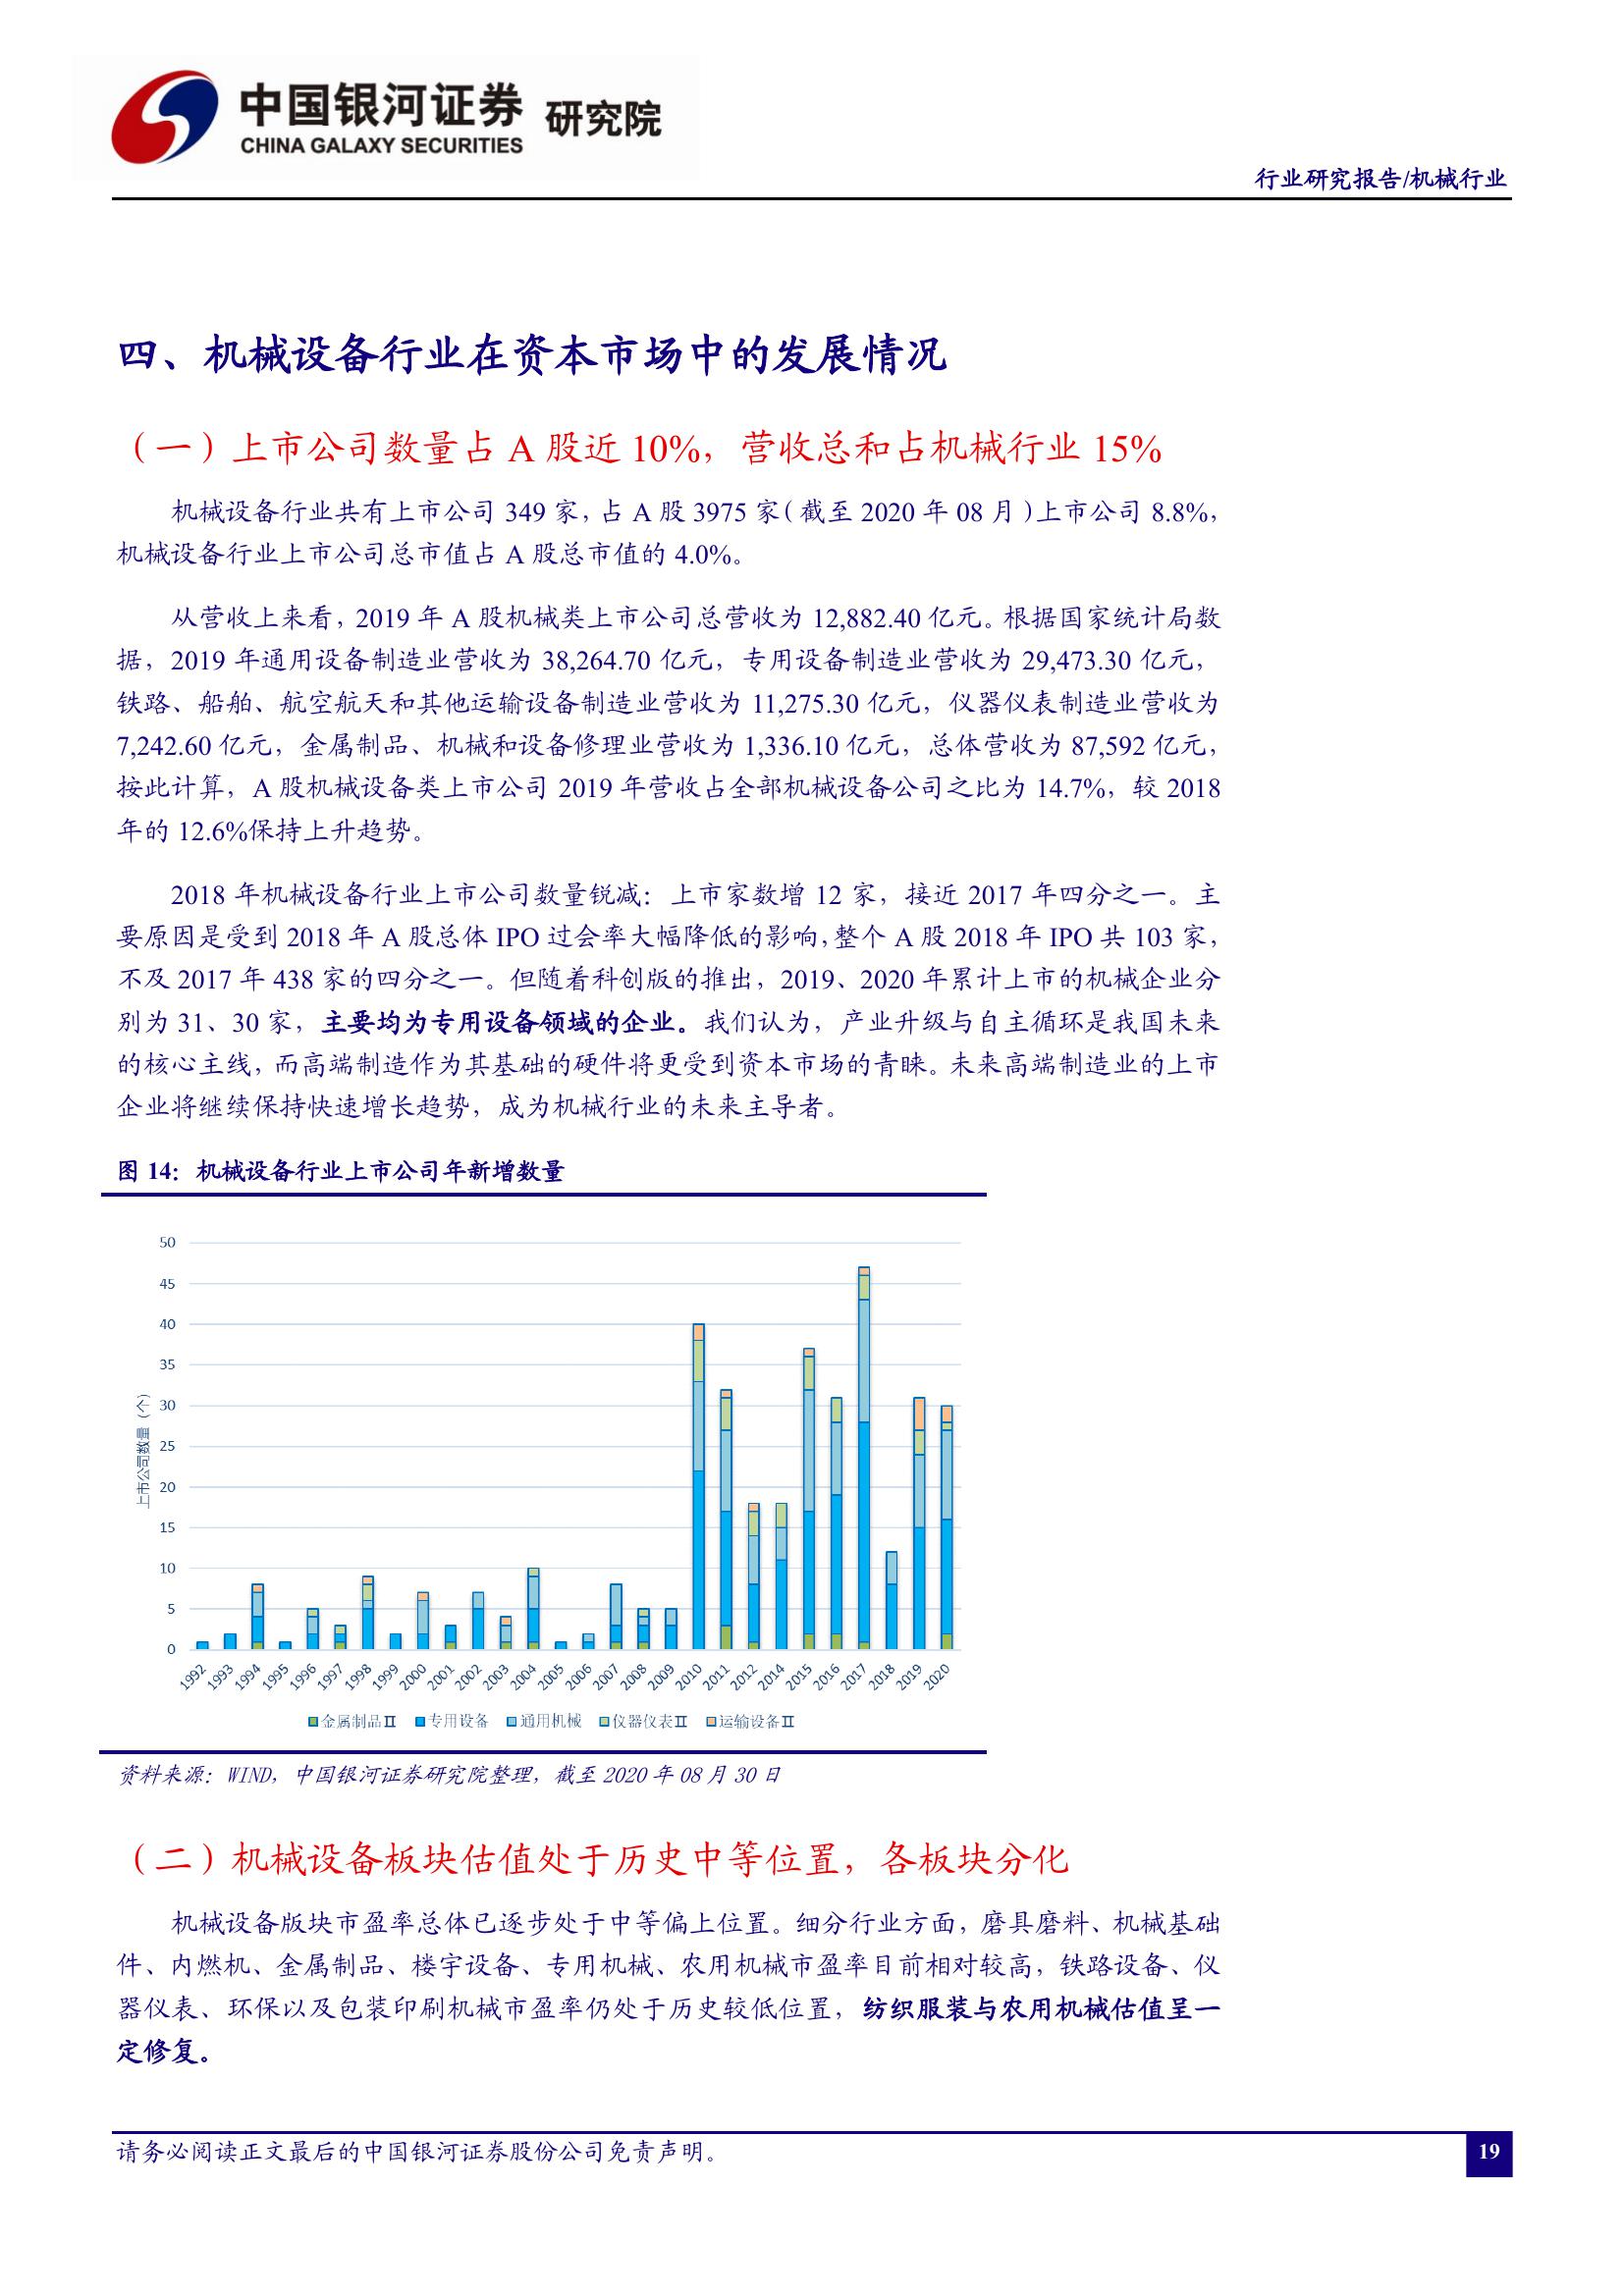 中国银河证券 研究院
CHINA GALAXY SECURITIES
行业研究报告/机械行业
四、机械设备行业在资本市场中的发展情况
（一）上市公司数量占 A 股近 10%，营收总和占机械行业 15%
机械设备行业共有上市公司 349 家，占 A 股 3975 家（截至 2020 年 08 月）上市公司 8.8%，
机械设备行业上市公司总市值占 A 股总市值的 4.0%。
从营收上来看，2019 年 A 股机械类上市公司总营收为 12,882.40 亿元。根据国家统计局数
据，2019 年通用设备制造业营收为 38,264.70 亿元，专用设备制造业营收为 29,473.30 亿元，
铁路、船舶、航空航天和其他运输设备制造业营收为 11,275.30 亿元，仪器仪表制造业营收为
7,242.60 亿元，金属制品、机械和设备修理业营收为 1,336.10 亿元，总体营收为 87,592 亿元，
按此计算，A 股机械设备类上市公司 2019 年营收占全部机械设备公司之比为 14.7%，较 2018
年的 12.6%保持上升趋势。
2018 年机械设备行业上市公司数量锐减：上市家数增 12 家，接近 2017 年四分之一。主
要原因是受到 2018 年 A 股总体 IPO 过会率大幅降低的影响，整个 A 股 2018 年 IPO 共 103 家，
不及 2017 年 438 家的四分之一。但随着科创版的推出，2019、2020 年累计上市的机械企业分
别为 31、30 家，主要均为专用设备领域的企业。我们认为，产业升级与自主循环是我国未来
的核心主线，而高端制造作为其基础的硬件将更受到资本市场的青睐。未来高端制造业的上市
企业将继续保持快速增长趋势，成为机械行业的未来主导者。
图 14：机械设备行业上市公司年新增数量
上市公司数量（个）
50
45
40
35
30
25
20
15
10
5
0
1992 1993 1994 1995 1996 1997 1998 1999 2000 2001 2002 2003 2004 2005 2006 2007 2008 2009 2010 2011 2012 2014 2015 2016 2017 2018 2019 2020
金属制品Ⅱ 专用设备 通用机械 仪器仪表Ⅱ 运输设备Ⅱ
资料来源：WIND，中国银河证券研究院整理，截至 2020 年 08 月 30 日
（二）机械设备板块估值处于历史中等位置，各板块分化
机械设备版块市盈率总体已逐步处于中等偏上位置。细分行业方面，磨具磨料、机械基础
件、内燃机、金属制品、楼宇设备、专用机械、农用机械市盈率目前相对较高，铁路设备、仪
器仪表、环保以及包装印刷机械市盈率仍处于历史较低位置，纺织服装与农用机械估值呈一
定修复。
请务必阅读正文最后的中国银河证券股份公司免责声明。
19